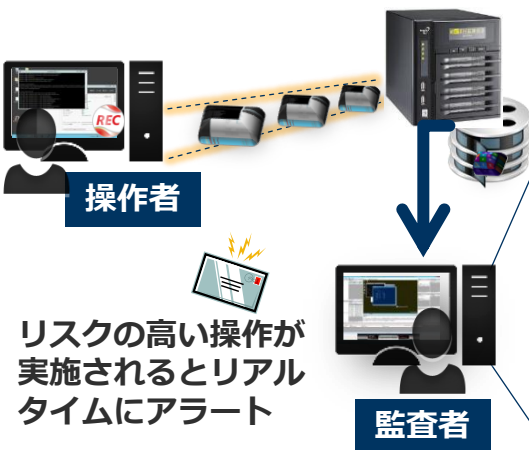 REC
操作者
リスクの高い操作が
実施されるとリアル
タイムにアラート
監査者